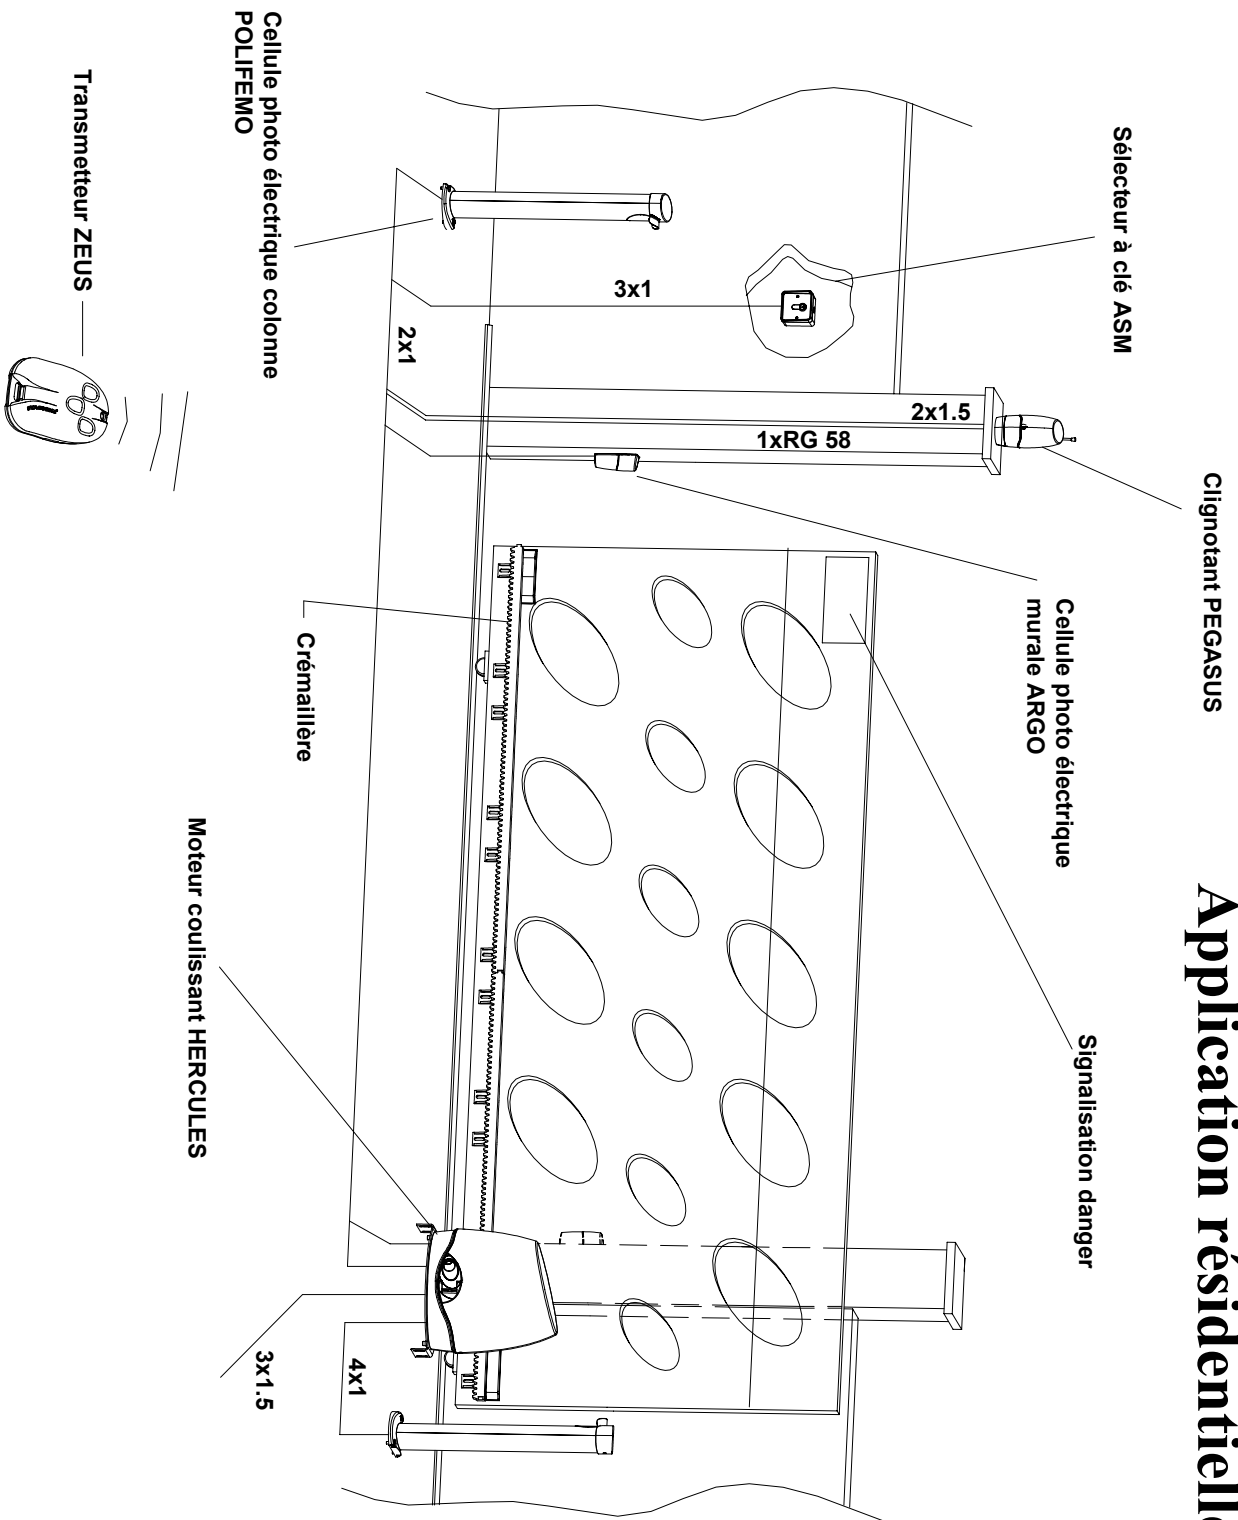 Application résidentielle
Clignotant PEGASUS
Sélecteur à clé ASM
Cellule photo électrique
murale ARGO
Signalisation danger
2x1.5
1xRG 58
3x1
2x1
Cellule photo électrique colonne
POLIFEMO
Transmetteur ZEUS
Crémaillère
Moteur coulissant HERCULES
4x1
3x1.5